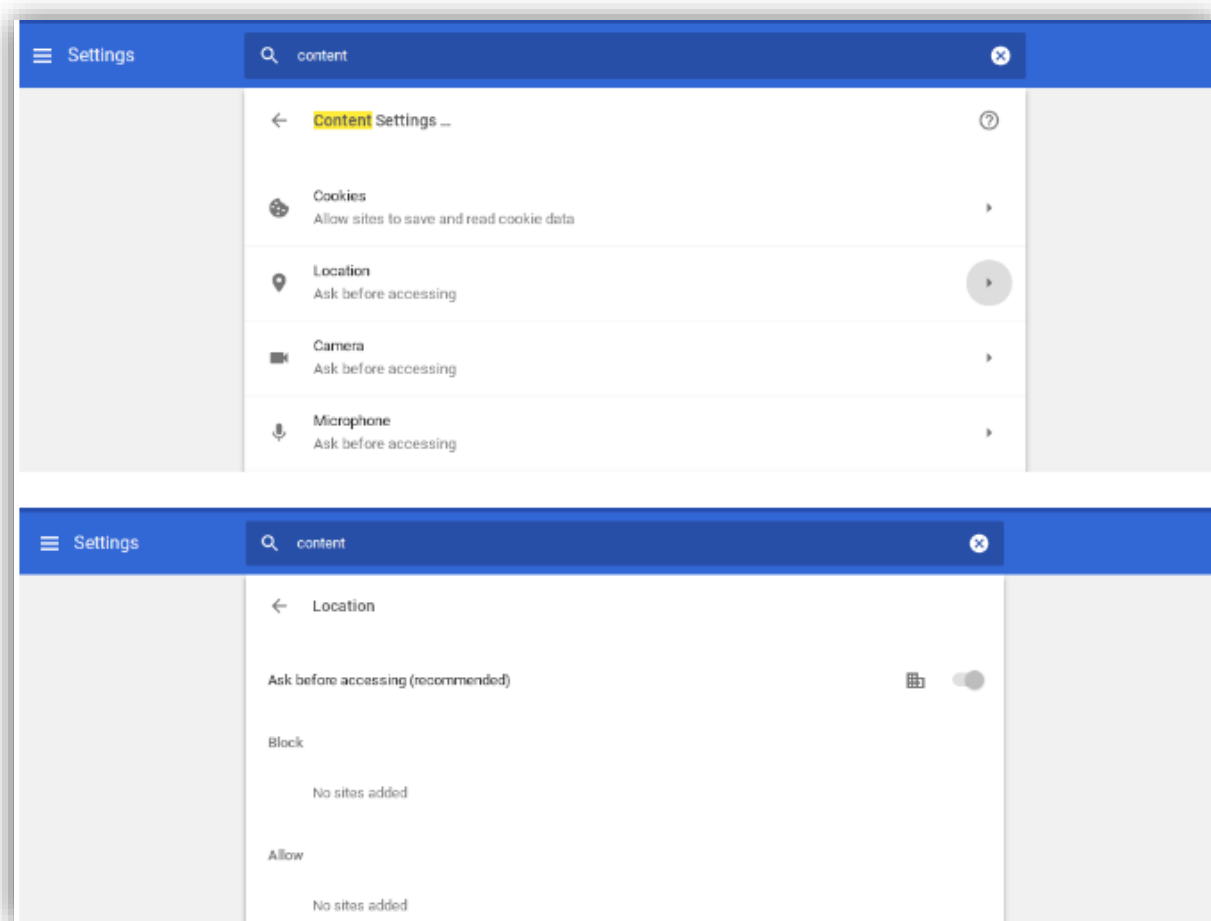 Settings
content
Content Settings ...
Cookies
Allow sites to save and read cookie data
Location
Ask before accessing
Camera
Ask before accessing
Microphone
Ask before accessing
Settings
content
Location
Ask before accessing (recommended)
Block
No sites added
Allow
No sites added